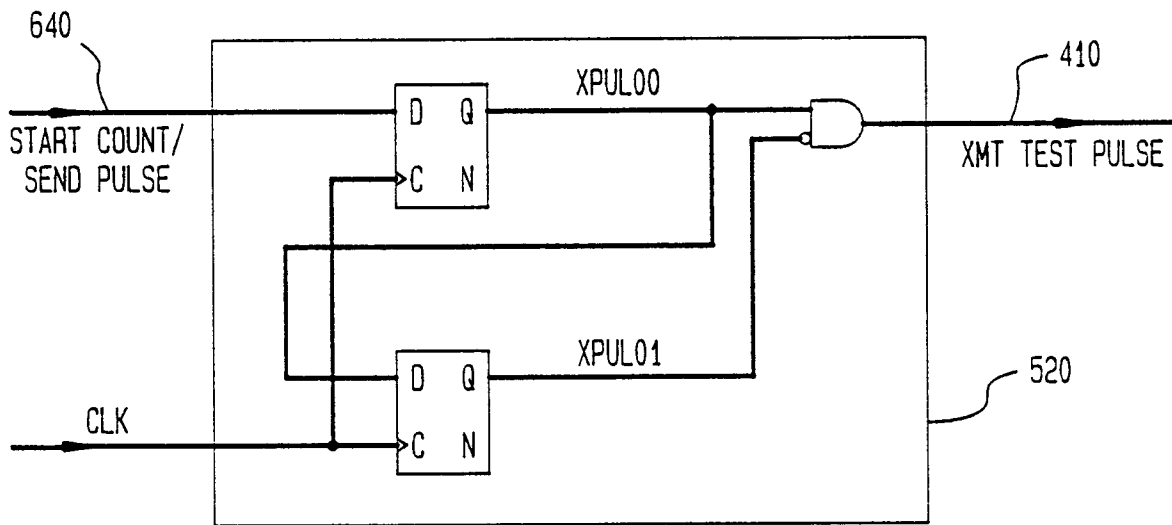 640
START COUNT/
SEND PULSE
D Q
C N
XPUL00
410
XMT TEST PULSE
D Q
C N
XPUL01
520
CLK